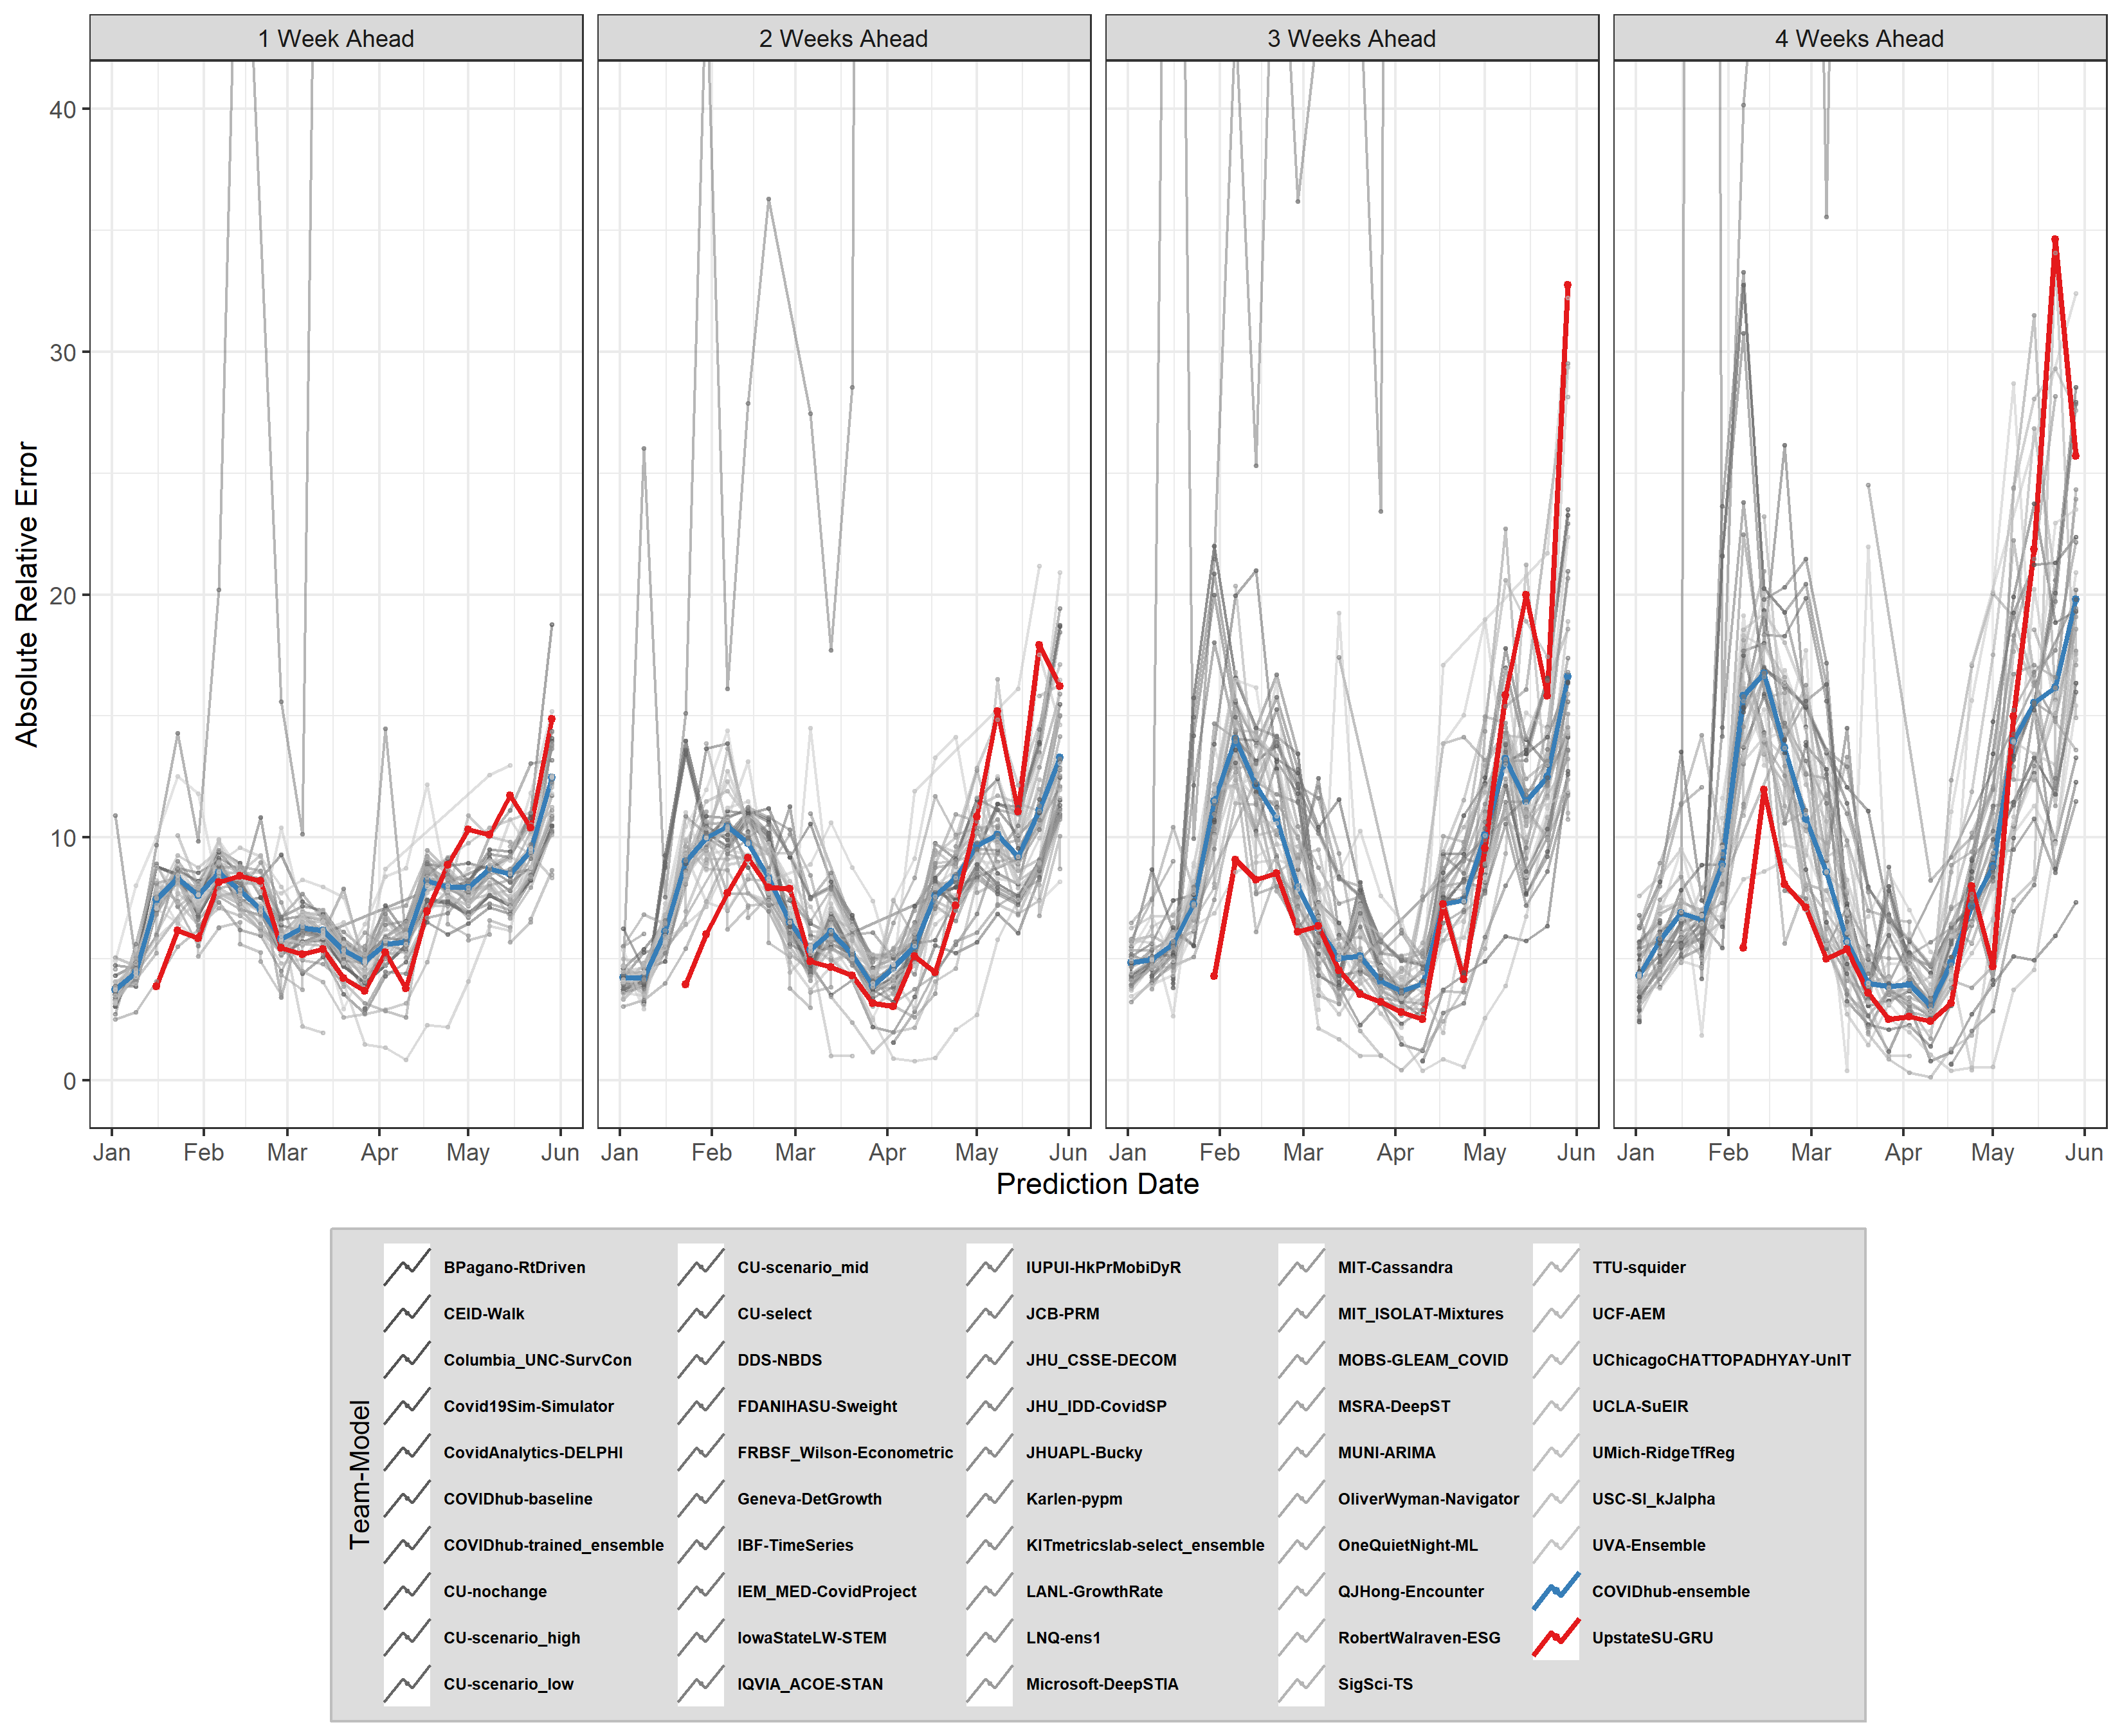 1 Week Ahead
2 Weeks Ahead
3 Weeks Ahead
4 Weeks Ahead
40
30
20
10
0
Absolute Relative Error
Jan Feb Mar Apr May Jun
Jan Feb Mar Apr May Jun
Jan Feb Mar Apr May Jun
Jan Feb Mar Apr May Jun
Prediction Date
Team-Model
BPagano-RtDriven
CEID-Walk
Columbia_UNC-SurvCon
Covid19Sim-Simulator
CovidAnalytics-DELPHI
COVIDhub-baseline
COVIDhub-trained_ensemble
CU-nochange
CU-scenario_high
CU-scenario_low
CU-scenario_mid
CU-select
DDS-NBDS
FDANIHASU-Sweight
FRBSF_Wilson-Econometric
Geneva-DetGrowth
IBF-TimeSeries
IEM_MED-CovidProject
IowaStateLW-STEM
IQVIA_ACOE-STAN
IUPUI-HkPrMobiDyR
JCB-PRM
JHU_CSSE-DECOM
JHU_IDD-CovidSP
JHUAPL-Bucky
Karlen-pypm
KITmetricslab-select_ensemble
LANL-GrowthRate
LNQ-ens1
Microsoft-DeepSTIA
MIT-Cassandra
MIT_ISOLAT-Mixtures
MOBS-GLEAM_COVID
MSRA-DeepST
MUNI-ARIMA
OliverWyman-Navigator
OneQuietNight-ML
QJHong-Encounter
RobertWalraven-ESG
SigSci-TS
TTU-squider
UCF-AEM
UChicagoCHATTOPADHYAY-UnIT
UCLA-SuEIR
UMich-RidgeTfReg
USC-SI_kJalpha
UVA-Ensemble
COVIDhub-ensemble
UpstateSU-GRU